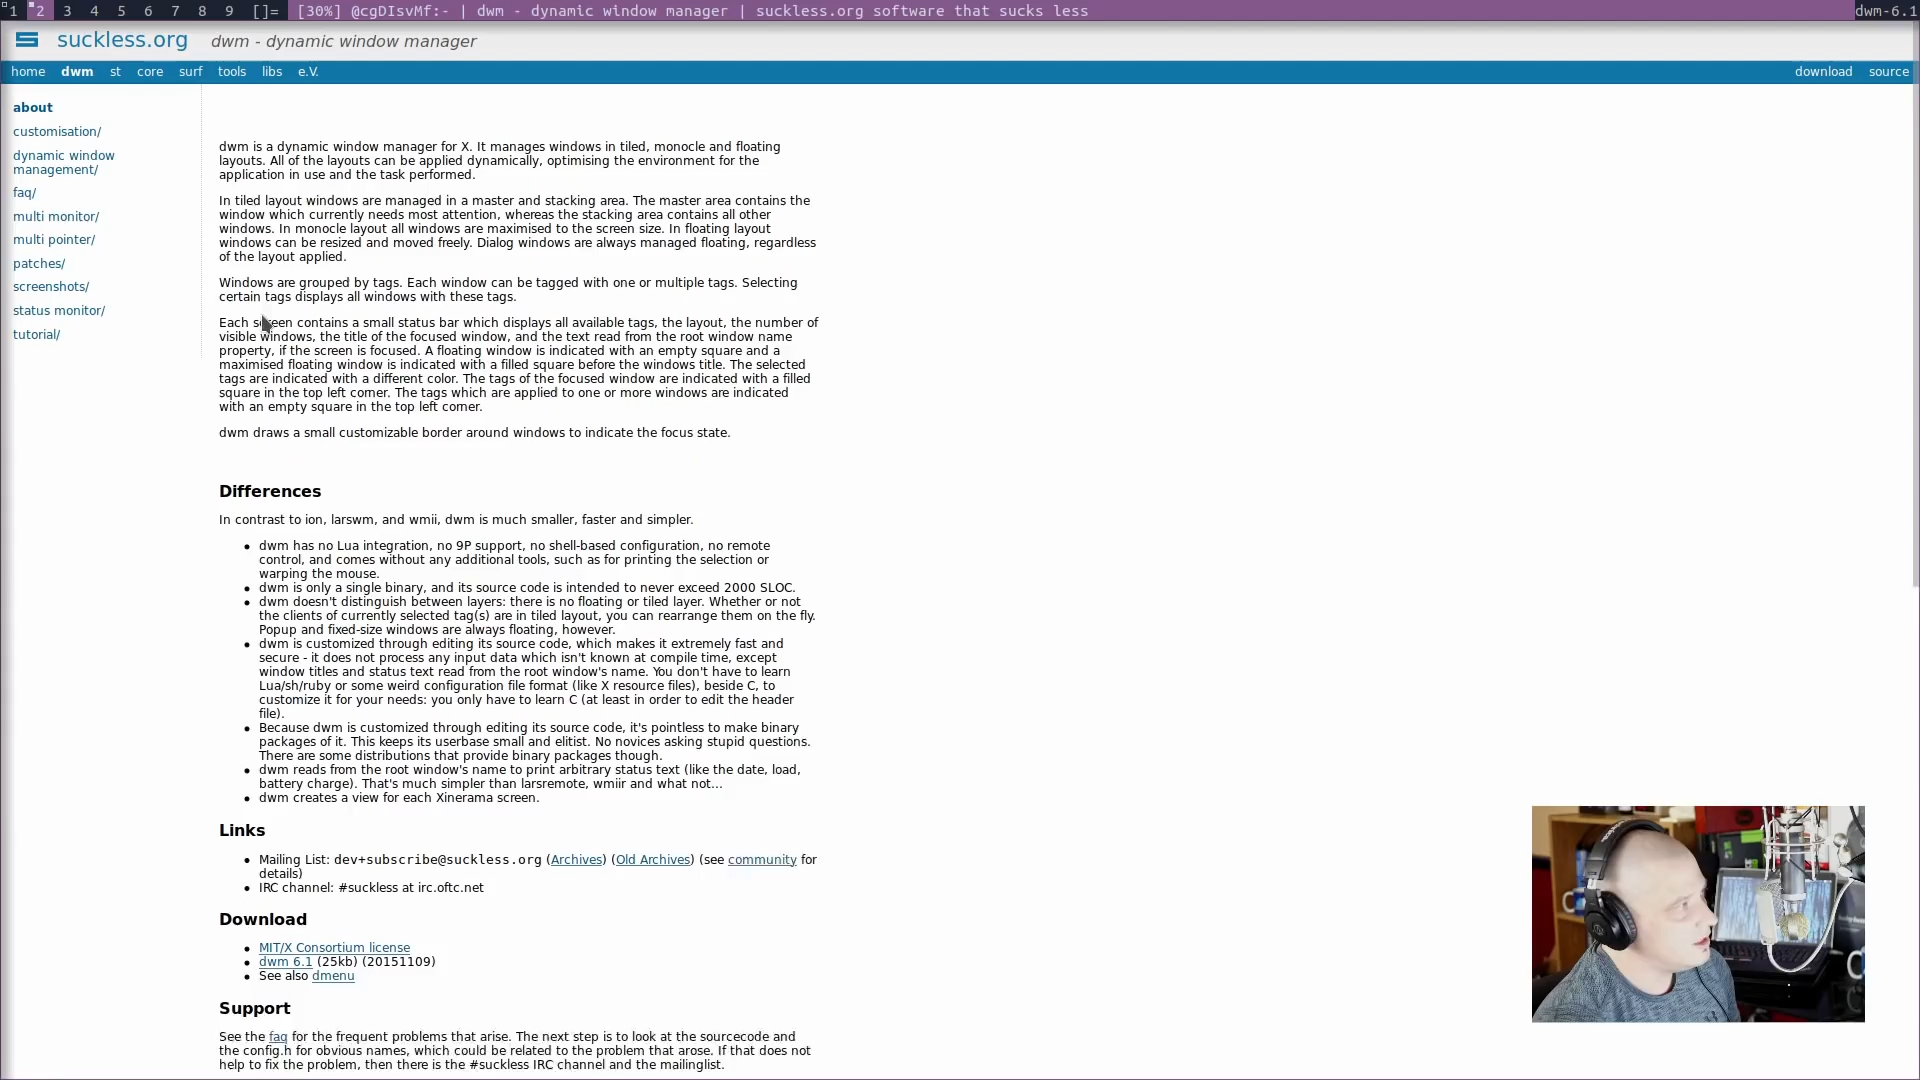 1 2 3 4 5 6 7 8 9 []= [30%] @cgDIsvMf:- | dwm - dynamic window manager | suckless.org software that sucks less dwm-6.1
suckless.org dwm - dynamic window manager
home dwm st core surf tools libs e.V. download source
about
customisation/
dynamic window
management/
faq/
multi monitor/
multi pointer/
patches/
screenshots/
status monitor/
tutorial/
dwm is a dynamic window manager for X. It manages windows in tiled, monocle and floating
layouts. All of the layouts can be applied dynamically, optimising the environment for the
application in use and the task performed.
In tiled layout windows are managed in a master and stacking area. The master area contains the
window which currently needs most attention, whereas the stacking area contains all other
windows. In monocle layout all windows are maximised to the screen size. In floating layout
windows can be resized and moved freely. Dialog windows are always managed floating, regardless
of the layout applied.
Windows are grouped by tags. Each window can be tagged with one or multiple tags. Selecting
certain tags displays all windows with these tags.
Each screen contains a small status bar which displays all available tags, the layout, the number of
visible windows, the title of the focused window, and the text read from the root window name
property, if the screen is focused. A floating window is indicated with an empty square and a
maximised floating window is indicated with a filled square before the windows title. The selected
tags are indicated with a different color. The tags of the focused window are indicated with a filled
square in the top left corner. The tags which are applied to one or more windows are indicated
with an empty square in the top left corner.
dwm draws a small customizable border around windows to indicate the focus state.
Differences
In contrast to ion, larswm, and wmii, dwm is much smaller, faster and simpler.
• dwm has no Lua integration, no 9P support, no shell-based configuration, no remote
control, and comes without any additional tools, such as for printing the selection or
warping the mouse.
• dwm is only a single binary, and its source code is intended to never exceed 2000 SLOC.
• dwm doesn't distinguish between layers: there is no floating or tiled layer. Whether or not
the clients of currently selected tag(s) are in tiled layout, you can rearrange them on the fly.
Popup and fixed-size windows are always floating, however.
• dwm is customized through editing its source code, which makes it extremely fast and
secure - it does not process any input data which isn't known at compile time, except
window titles and status text read from the root window's name. You don't have to learn
Lua/sh/ruby or some weird configuration file format (like X resource files), beside C, to
customize it for your needs: you only have to learn C (at least in order to edit the header
file).
• Because dwm is customized through editing its source code, it's pointless to make binary
packages of it. This keeps its userbase small and elitist. No novices asking stupid questions.
There are some distributions that provide binary packages though.
• dwm reads from the root window's name to print arbitrary status text (like the date, load,
battery charge). That's much simpler than larsremote, wmiir and what not...
• dwm creates a view for each Xinerama screen.
Links
• Mailing List: dev+subscribe@suckless.org (Archives) (Old Archives) (see community for
details)
• IRC channel: #suckless at irc.oftc.net
Download
• MIT/X Consortium license
• dwm 6.1 (25kb) (20151109)
• See also dmenu
Support
See the faq for the frequent problems that arise. The next step is to look at the sourcecode and
the config.h for obvious names, which could be related to the problem that arose. If that does not
help to fix the problem, then there is the #suckless IRC channel and the mailinglist.